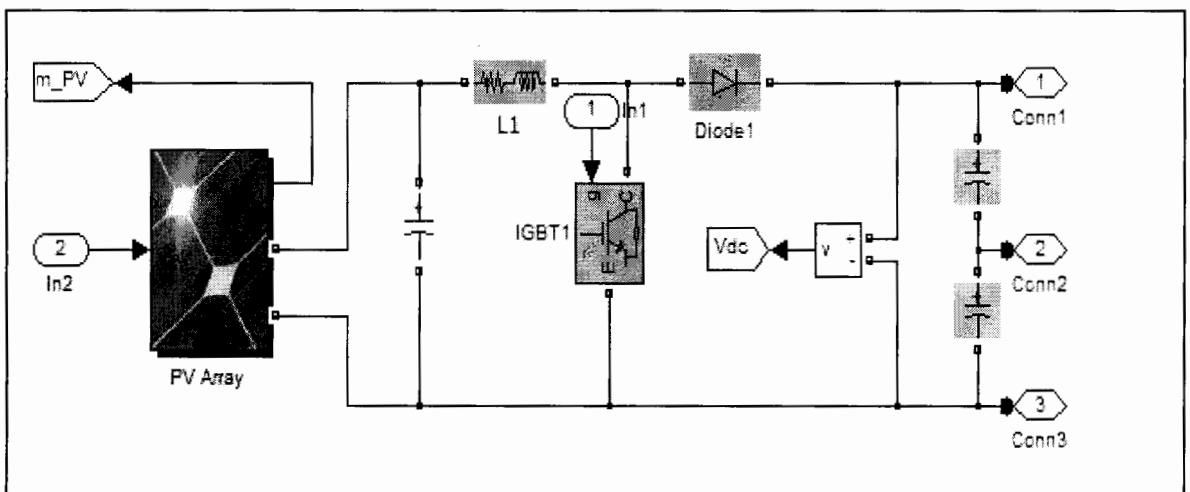 m_PV
1
In1
L1
Diode1
1
Conn1
g
C
E
IGBT1
Vdc
v
+
-
2
In2
2
Conn2
PV Array
3
Conn3